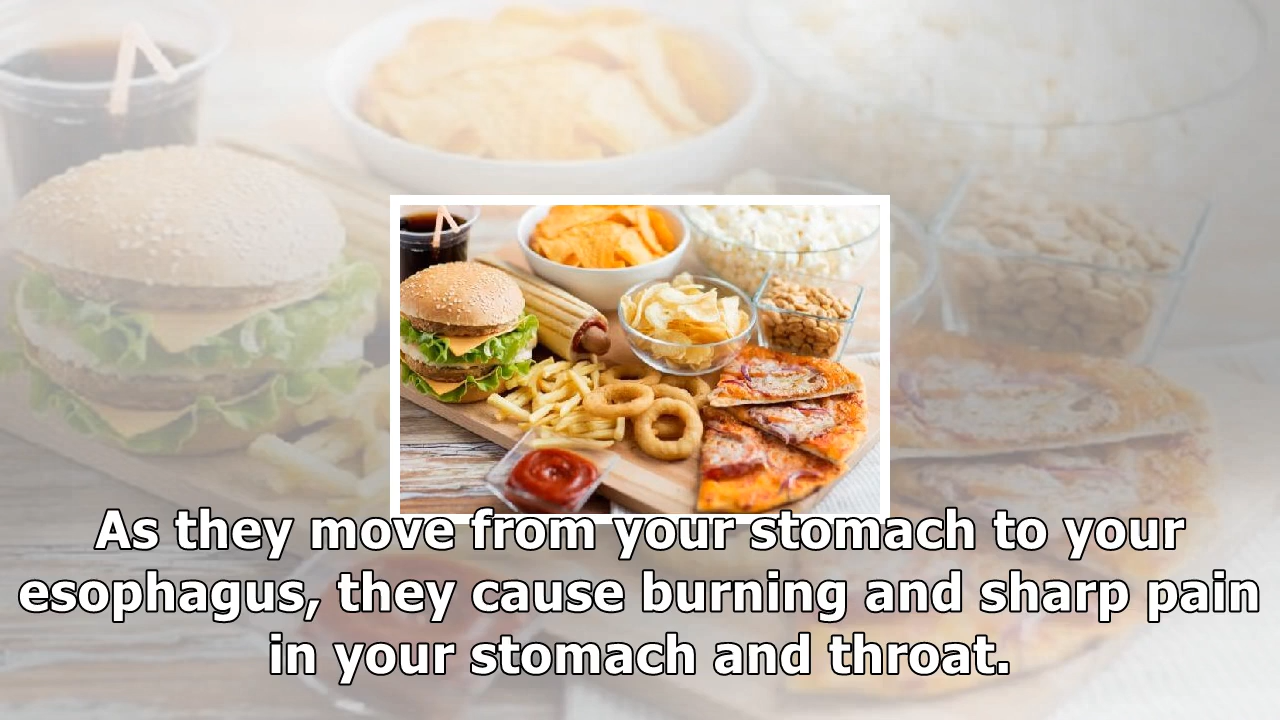 As they move from your stomach to your
esophagus, they cause burning and sharp pain
in your stomach and throat.